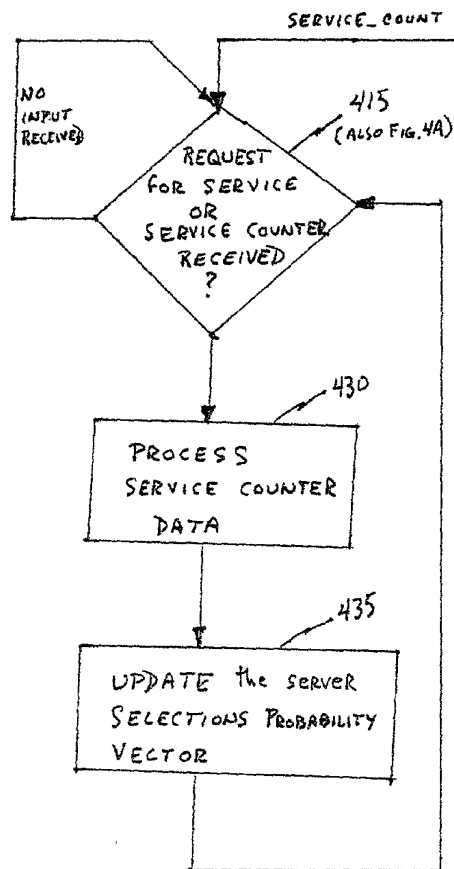 SERVICE_COUNT
NO
INPUT
RECEIVED
415
(ALSO FIG. 4A)
REQUEST
for SERVICE
OR
SERVICE COUNTER
RECEIVED
?
430
PROCESS
SERVICE COUNTER
DATA
435
UPDATE the SERVER
SELECTIONS PROBABILITY
VECTOR